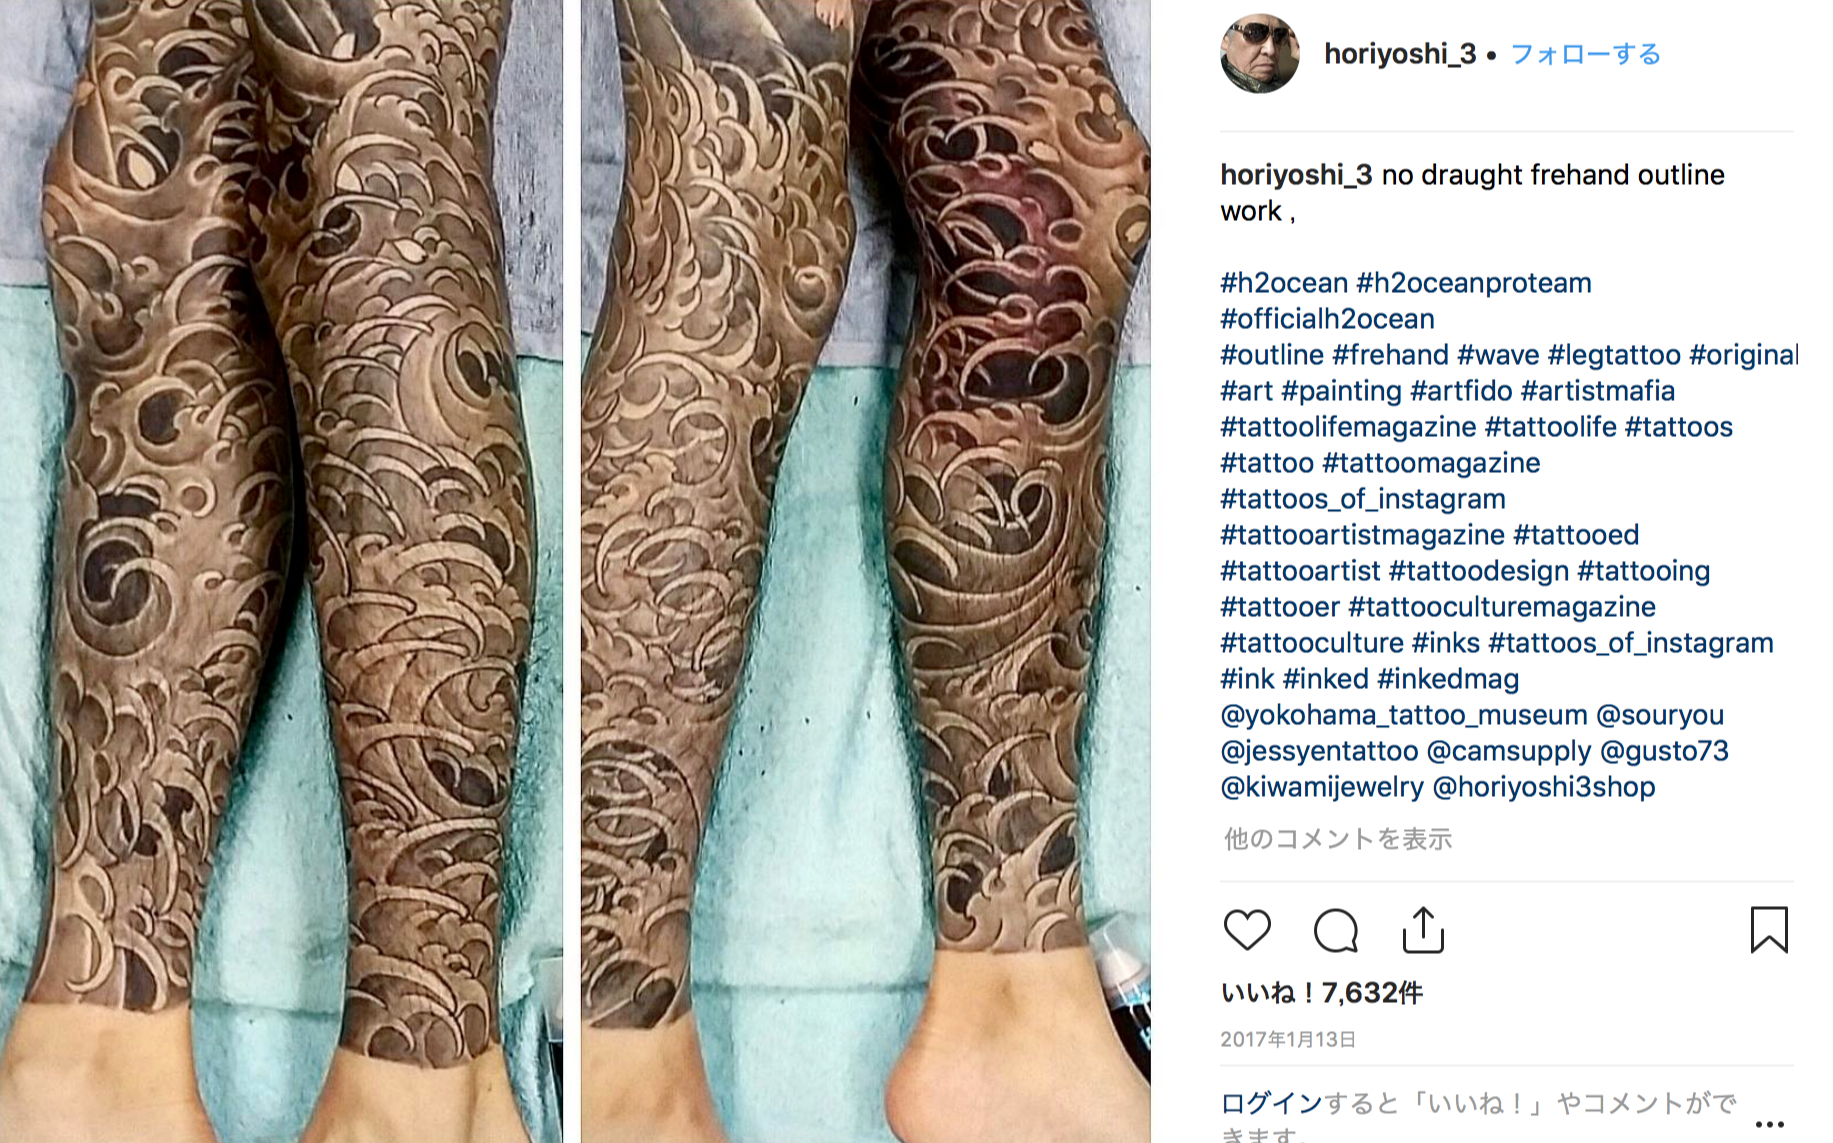 horiyoshi_3 • フォローする
horiyoshi_3 no draught frehand outline
work ,
#h2ocean #h2oceanproteam
#officialh2ocean
#outline #frehand #wave #legtattoo #original
#art #painting #artfido #artistmafia
#tattoolifemagazine #tattoolife #tattoos
#tattoo #tattoomagazine
#tattoos_of_instagram
#tattooartistmagazine #tattooed
#tattooartist #tattoodesign #tattooing
#tattooer #tattooculturemagazine
#tattooculture #inks #tattoos_of_instagram
#ink #inked #inkedmag
@yokohama_tattoo_museum @souryou
@jessyentattoo @camsupply @gusto73
@kiwamijewelry @horiyoshi3shop
他のコメントを表示
いいね！7,632件
2017年1月13日
ログインすると「いいね！」やコメントがで
きます。